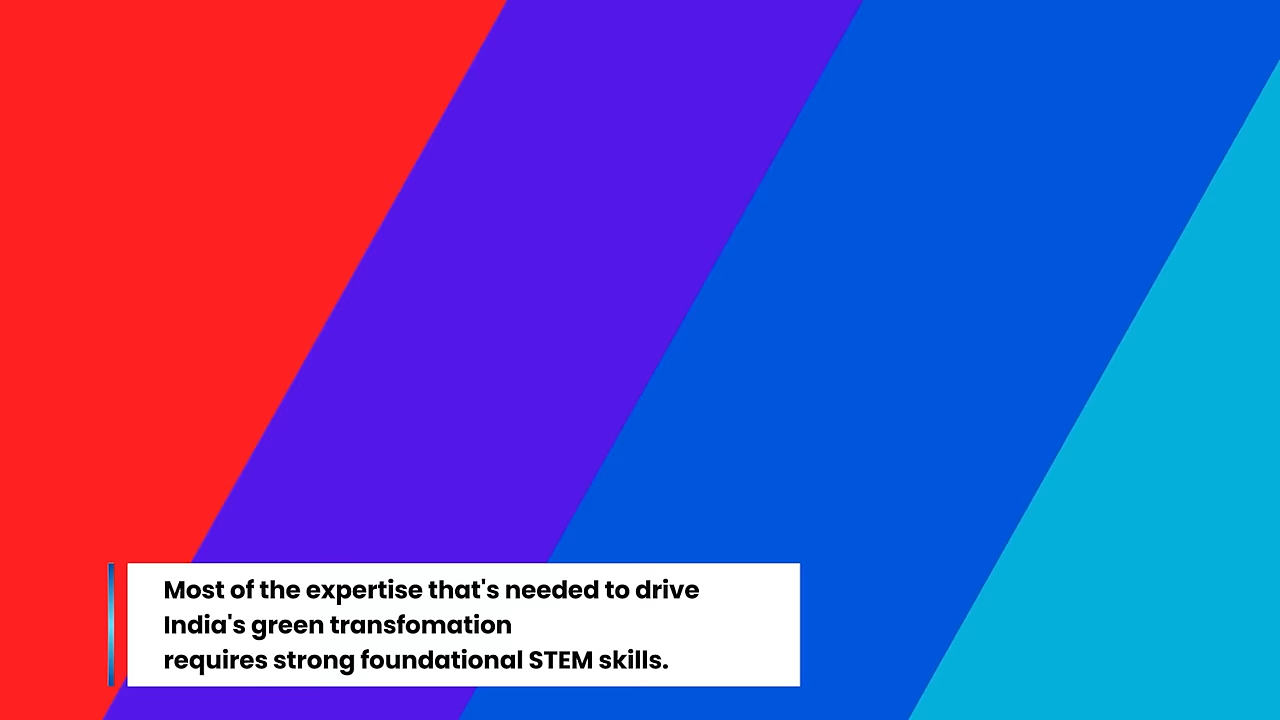 Most of the expertise that's needed to drive
India's green transfomation
requires strong foundational STEM skills.